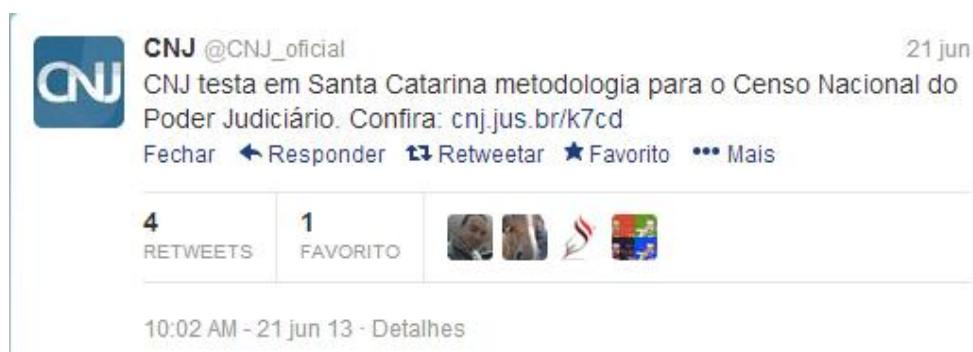 CNJ
CNJ @CNJ_oficial 21 jun
CNJ testa em Santa Catarina metodologia para o Censo Nacional do
Poder Judiciário. Confira: cnj.jus.br/k7cd
Fechar Responder Retweetar Favorito Mais
4 1
RETWEETS FAVORITO
10:02 AM - 21 jun 13 · Detalhes